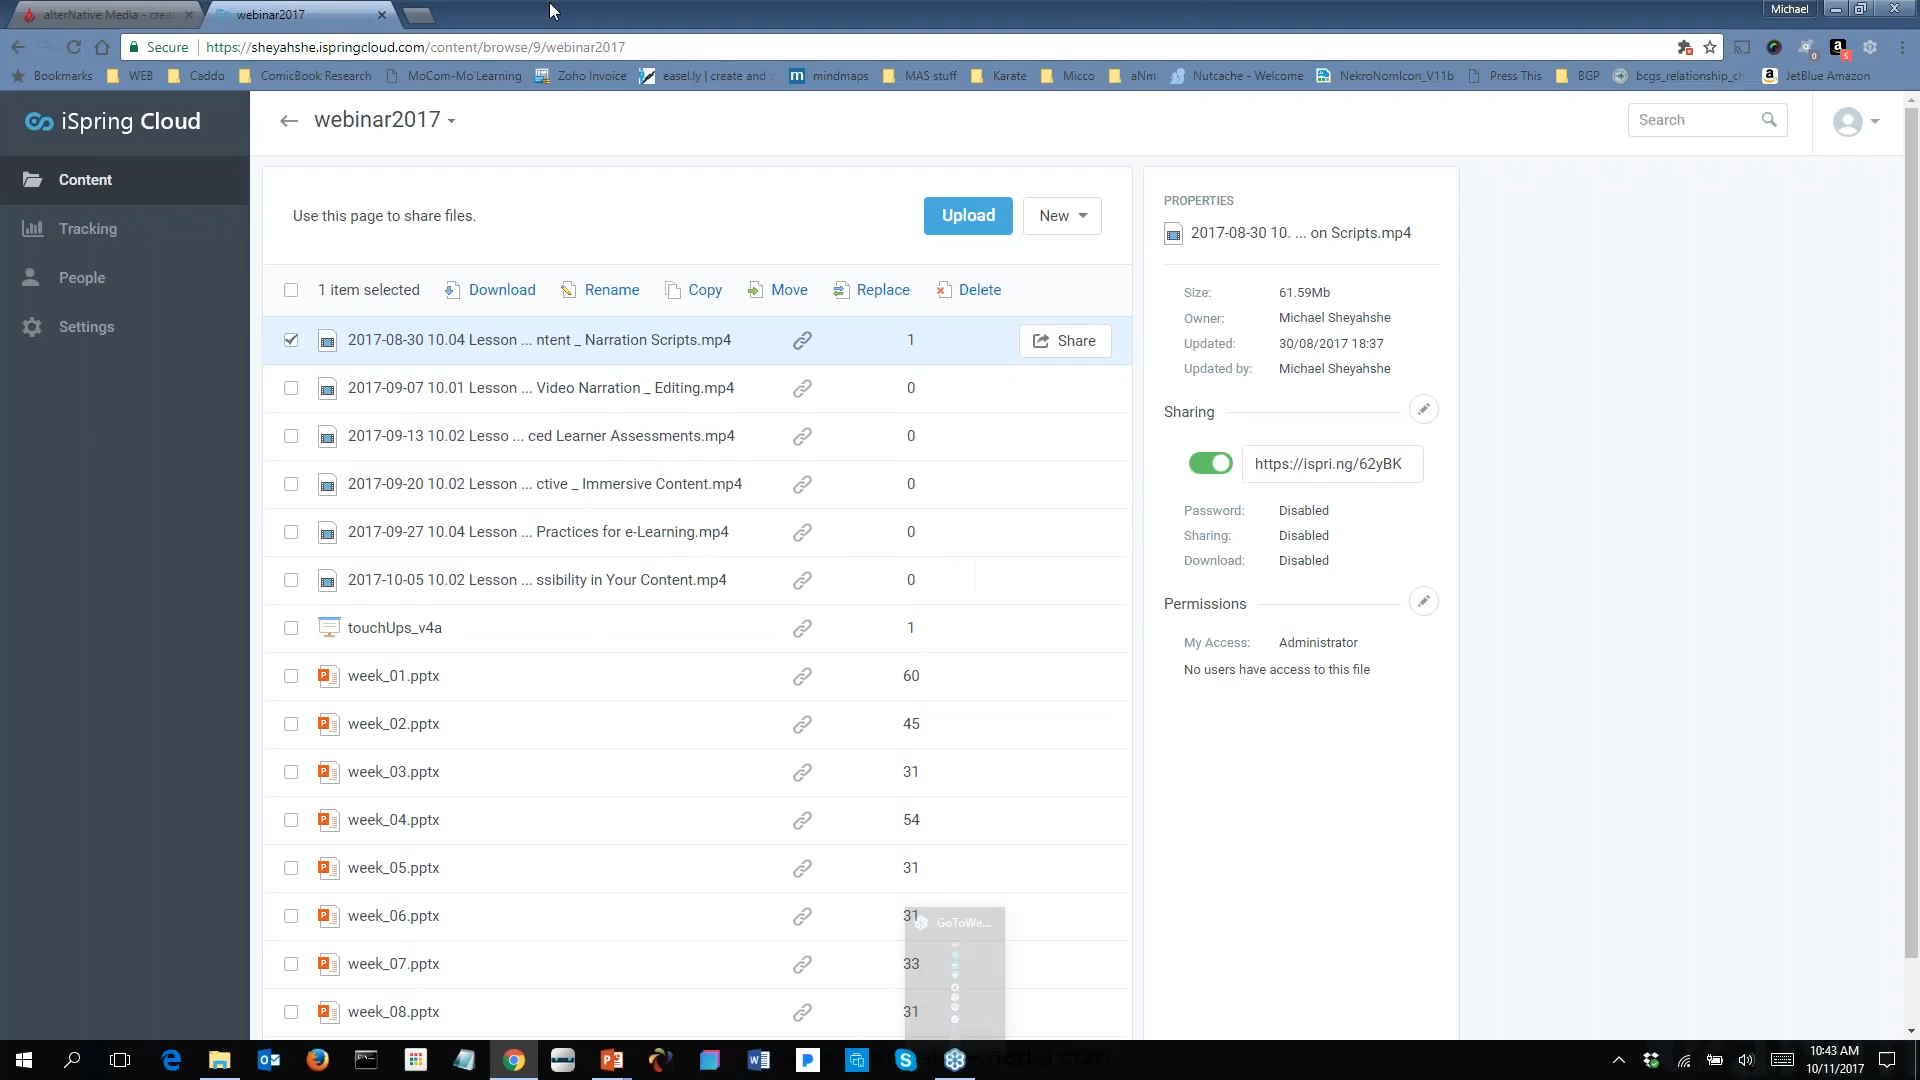 alterNative Media - crea
webinar2017
Michael
Secure
https://sheyahshe.ispringcloud.com/content/browse/9/webinar2017
Bookmarks WEB Caddo ComicBook Research MoCom-Mo'Learning Zoho Invoice easel.ly | create and s mindmaps MAS stuff Karate Micco aNm Nutcache - Welcome NekroNomIcon_V11b Press This BGP bcgs_relationship_ch JetBlue Amazon
iSpring Cloud
webinar2017
Search
Content
Tracking
People
Settings
Use this page to share files.
Upload
New
1 item selected Download Rename Copy Move Replace Delete
2017-08-30 10.04 Lesson ... ntent _ Narration Scripts.mp4 1 Share
2017-09-07 10.01 Lesson ... Video Narration _ Editing.mp4 0
2017-09-13 10.02 Lesso ... ced Learner Assessments.mp4 0
2017-09-20 10.02 Lesson ... ctive _ Immersive Content.mp4 0
2017-09-27 10.04 Lesson ... Practices for e-Learning.mp4 0
2017-10-05 10.02 Lesson ... ssibility in Your Content.mp4 0
touchUps_v4a 1
week_01.pptx 60
week_02.pptx 45
week_03.pptx 31
week_04.pptx 54
week_05.pptx 31
week_06.pptx 31
week_07.pptx 33
week_08.pptx 31
GoToWe...
PROPERTIES
2017-08-30 10. ... on Scripts.mp4
Size: 61.59Mb
Owner: Michael Sheyahshe
Updated: 30/08/2017 18:37
Updated by: Michael Sheyahshe
Sharing
https://ispri.ng/62yBK
Password: Disabled
Sharing: Disabled
Download: Disabled
Permissions
My Access: Administrator
No users have access to this file
10:43 AM
10/11/2017